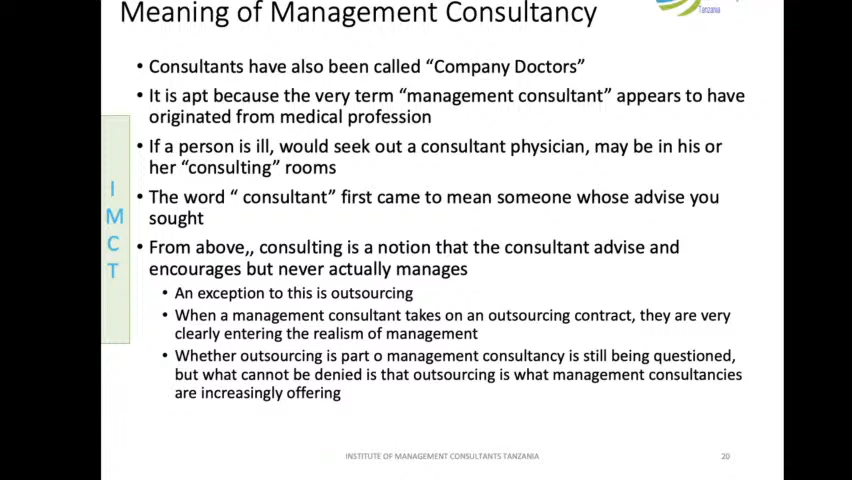 Meaning of Management Consultancy
Tanzania
• Consultants have also been called “Company Doctors”
• It is apt because the very term “management consultant” appears to have
originated from medical profession
• If a person is ill, would seek out a consultant physician, may be in his or
her “consulting” rooms
• The word “ consultant” first came to mean someone whose advise you
sought
• From above,, consulting is a notion that the consultant advise and
encourages but never actually manages
• An exception to this is outsourcing
• When a management consultant takes on an outsourcing contract, they are very
clearly entering the realism of management
• Whether outsourcing is part o management consultancy is still being questioned,
but what cannot be denied is that outsourcing is what management consultancies
are increasingly offering
I
M
C
T
INSTITUTE OF MANAGEMENT CONSULTANTS TANZANIA
20